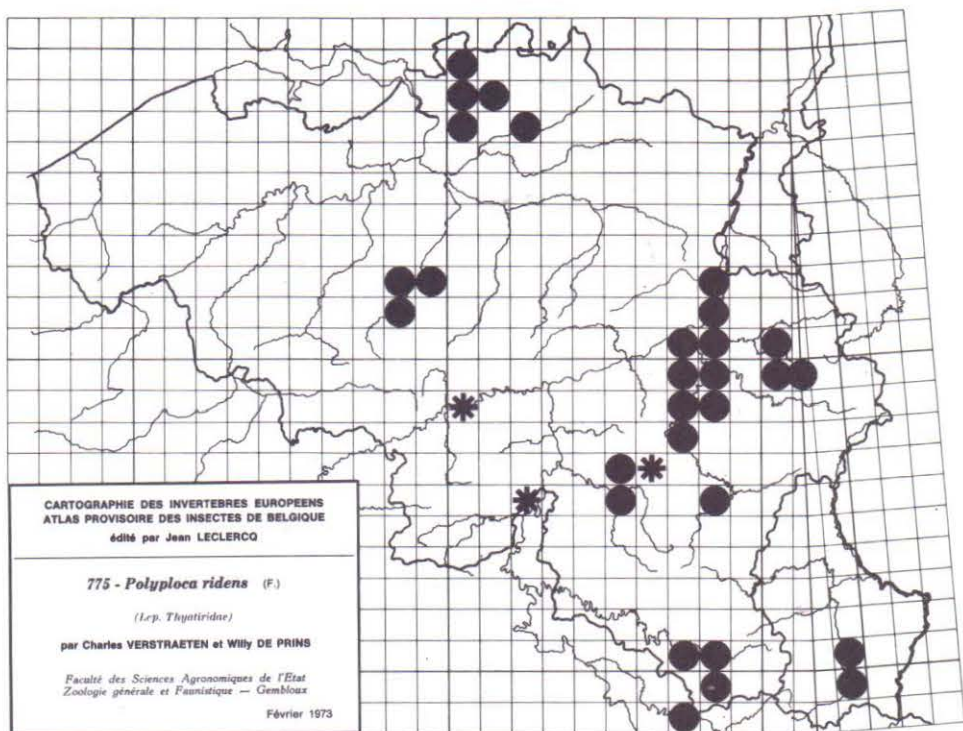 CARTOGRAPHIE DES INVERTEBRES EUROPEENS
ATLAS PROVISOIRE DES INSECTES DE BELGIQUE
édité par Jean LECLERCQ
775 - Polyploca ridens (F.)
(Lep. Thyatiridae)
par Charles VERSTRAETEN et Willy DE PRINS
Faculté des Sciences Agronomiques de l'Etat
Zoologie générale et Faunistique — Gembloux
Février 1973